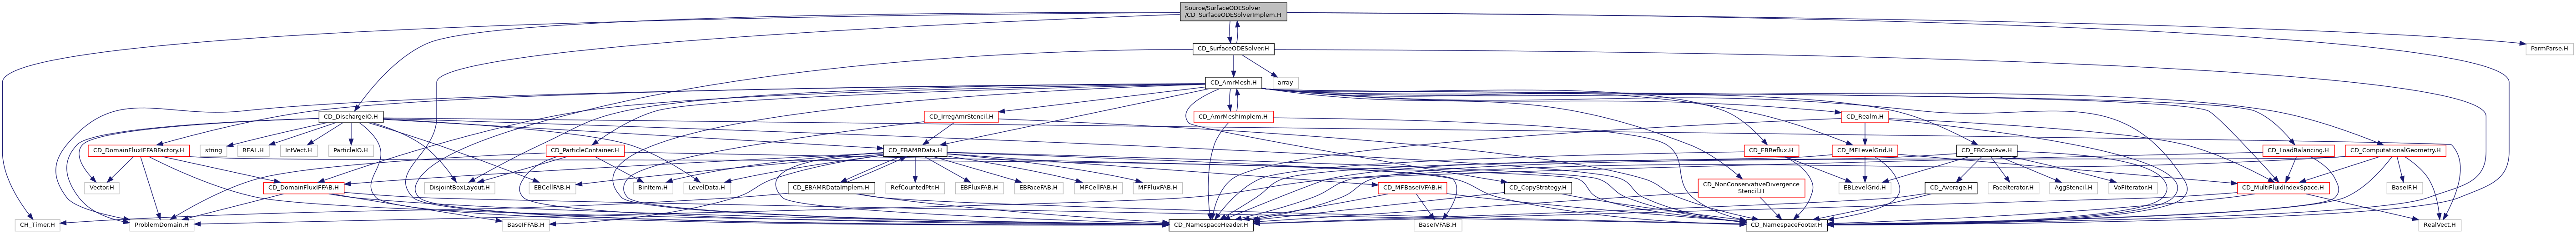 Source/SurfaceODESolver
/CD_SurfaceODESolverImplem.H
CD_SurfaceODESolver.H
ParmParse.H
CD_AmrMesh.H
array
CD_DischargeIO.H
CD_IrregAmrStencil.H
CD_AmrMeshImplem.H
CD_Realm.H
CD_DomainFluxIFFABFactory.H
string
REAL.H
IntVect.H
ParticleIO.H
CD_ParticleContainer.H
CD_EBAMRData.H
CD_EBReflux.H
CD_MFLevelGrid.H
CD_EBCoarAve.H
CD_LoadBalancing.H
CD_ComputationalGeometry.H
Vector.H
CD_DomainFluxIFFAB.H
DisjointBoxLayout.H
EBCellFAB.H
BinItem.H
LevelData.H
CD_EBAMRDataImplem.H
RefCountedPtr.H
EBFluxFAB.H
EBFaceFAB.H
MFCellFAB.H
MFFluxFAB.H
CD_MFBaseIVFAB.H
CD_CopyStrategy.H
CD_NonConservativeDivergence
Stencil.H
EBLevelGrid.H
CD_Average.H
FaceIterator.H
AggStencil.H
VoFIterator.H
CD_MultiFluidIndexSpace.H
BaseIF.H
CH_Timer.H
ProblemDomain.H
BaseIFFAB.H
CD_NamespaceHeader.H
BaseIVFAB.H
CD_NamespaceFooter.H
RealVect.H